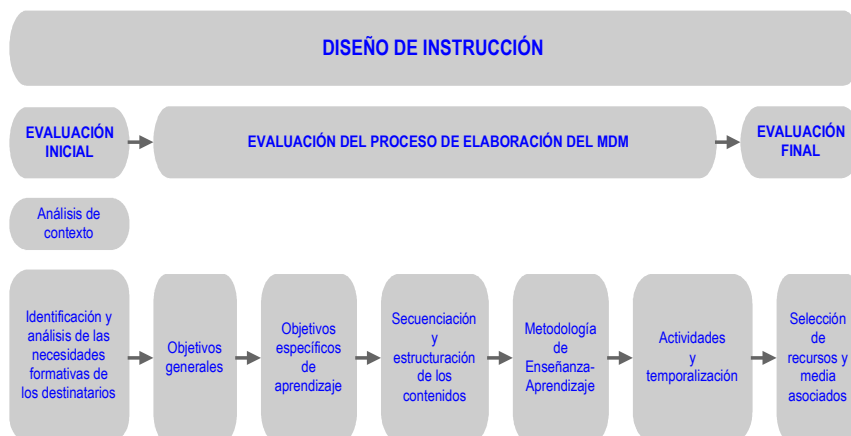 DISEÑO DE INSTRUCCIÓN
EVALUACIÓN
INICIAL
EVALUACIÓN DEL PROCESO DE ELABORACIÓN DEL MDM
EVALUACIÓN
FINAL
Análisis de
contexto
Identificación y
análisis de las
necesidades
formativas de
los destinatarios
Objetivos
generales
Objetivos
específicos
de
aprendizaje
Secuenciación
y
estructuración
de los
contenidos
Metodología
de
Enseñanza-
Aprendizaje
Actividades
y
temporalización
Selección
de
recursos y
media
asociados